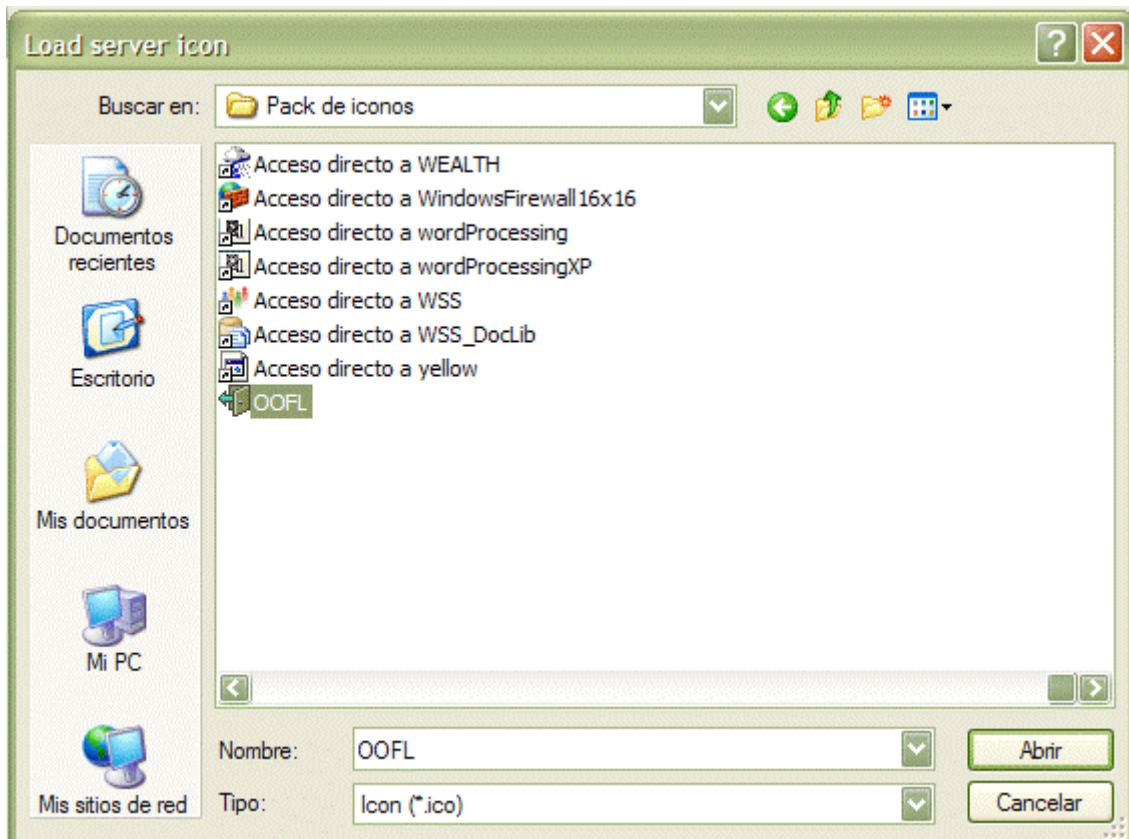 Load server icon
Buscar en: Pack de iconos
Acceso directo a WEALTH
Acceso directo a WindowsFirewall16x16
Acceso directo a wordProcessing
Acceso directo a wordProcessingXP
Acceso directo a WSS
Acceso directo a WSS_DocLib
Acceso directo a yellow
OOFL
Documentos
recientes
Escritorio
Mis documentos
Mi PC
Mis sitios de red
Nombre: OOFL Abrir
Tipo: Icon (*.ico) Cancelar